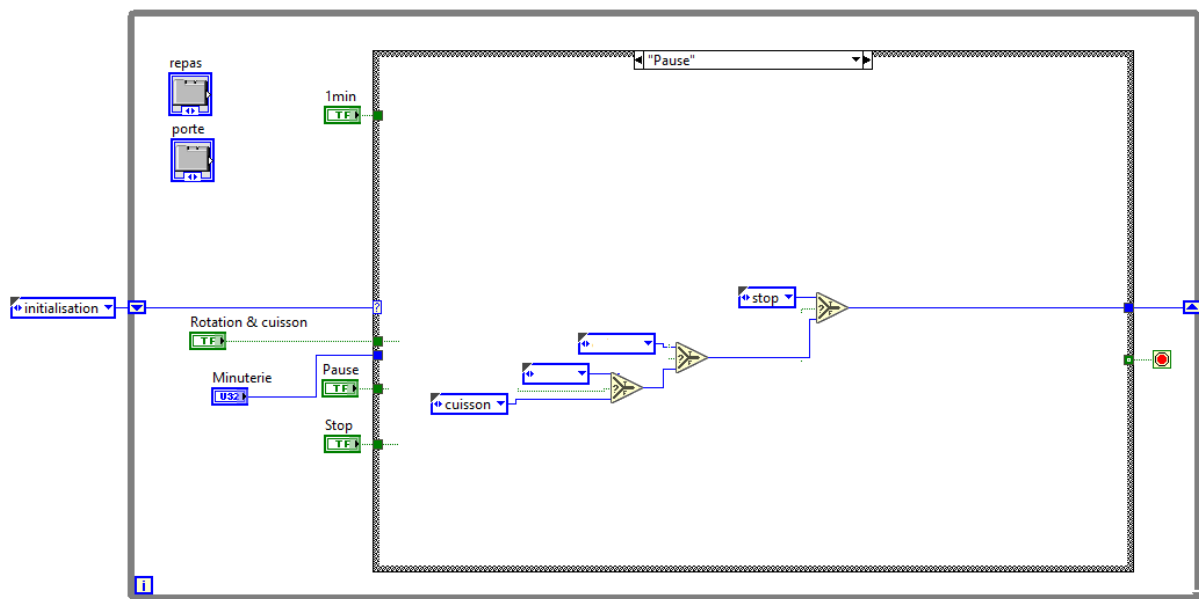 "Pause"
repas
1min
TF
porte
initialisation
?
stop
?
Rotation & cuisson
TF
?
Minuterie
U32
Pause
TF
?
cuisson
Stop
TF
i